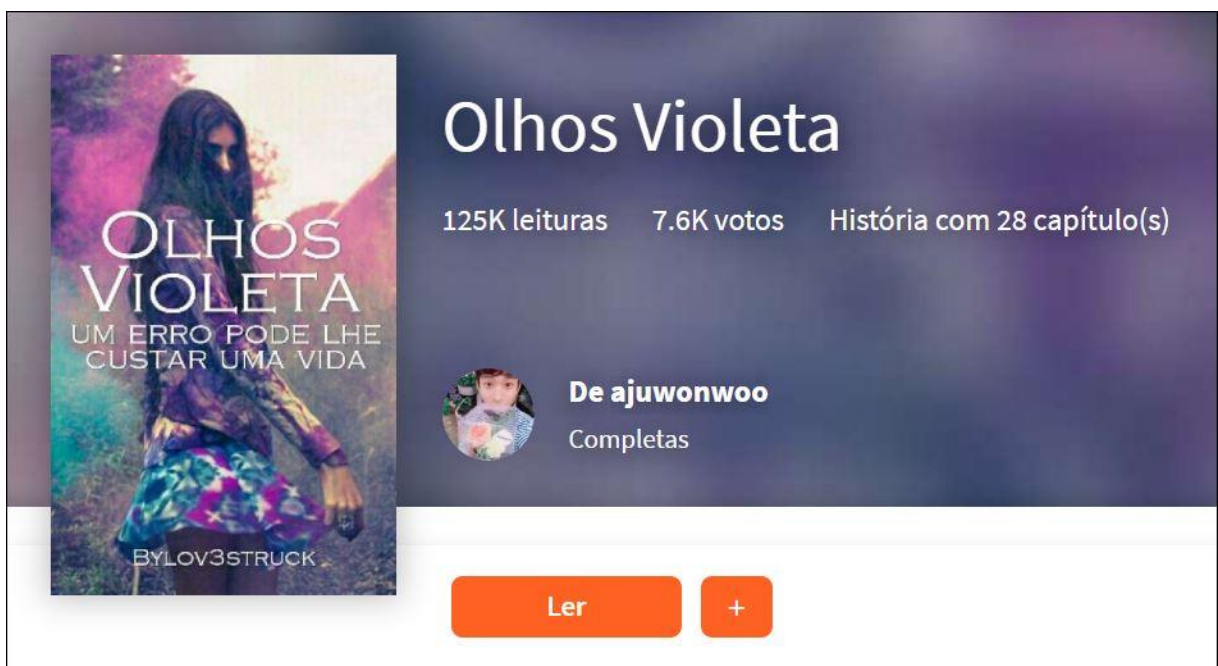 OLHOS
VIOLETA
UM ERRO PODE LHE
CUSTAR UMA VIDA
BYLOV3STRUCK
Olhos Violeta
125K leituras 7.6K votos História com 28 capítulo(s)
De ajuwonwoo
Completas
Ler +